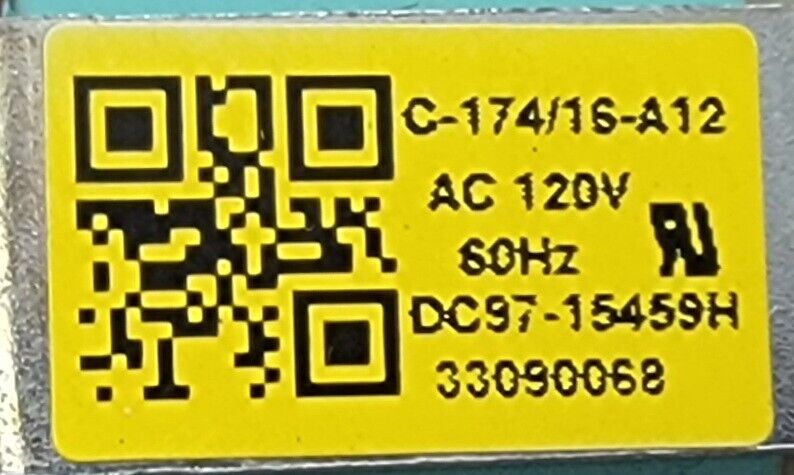 C-174/16-A12
AC 120V
60Hz
DC97-15459H
33090068